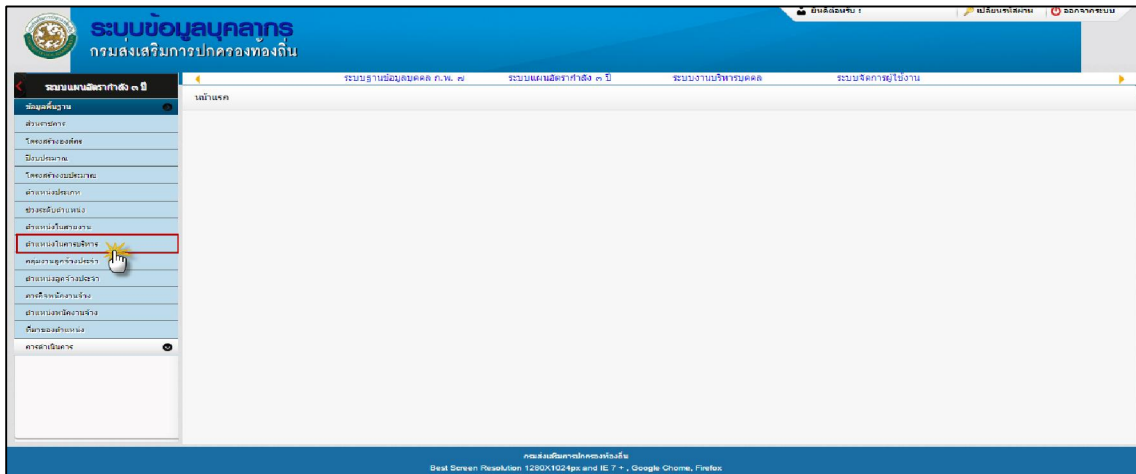 ระบบข้อมูลบุคลากร
กรมส่งเสริมการปกครองท้องถิ่น
ยินดีต้อนรับ :
เปลี่ยนรหัสผ่าน
ออกจากระบบ
ระบบแผนอัตรากำลัง ๓ ปี
ระบบฐานข้อมูลบุคคล ก.พ. ๗
ระบบแผนอัตรากำลัง ๓ ปี
ระบบงานบริหารบุคคล
ระบบจัดการผู้ใช้งาน
หน้าแรก
ข้อมูลพื้นฐาน
ส่วนราชการ
โครงสร้างองค์กร
ปีงบประมาณ
โครงสร้างงบประมาณ
ตำแหน่งประเภท
ช่วงระดับตำแหน่ง
ตำแหน่งในสายงาน
ตำแหน่งในการบริหาร
กลุ่มงานลูกจ้างประจำ
ตำแหน่งลูกจ้างประจำ
ภารกิจพนักงานจ้าง
ตำแหน่งพนักงานจ้าง
ที่มาของตำแหน่ง
การดำเนินการ
กรมส่งเสริมการปกครองท้องถิ่น
Best Screen Resolution 1280X1024px and IE 7 + , Google Chome, Firefox